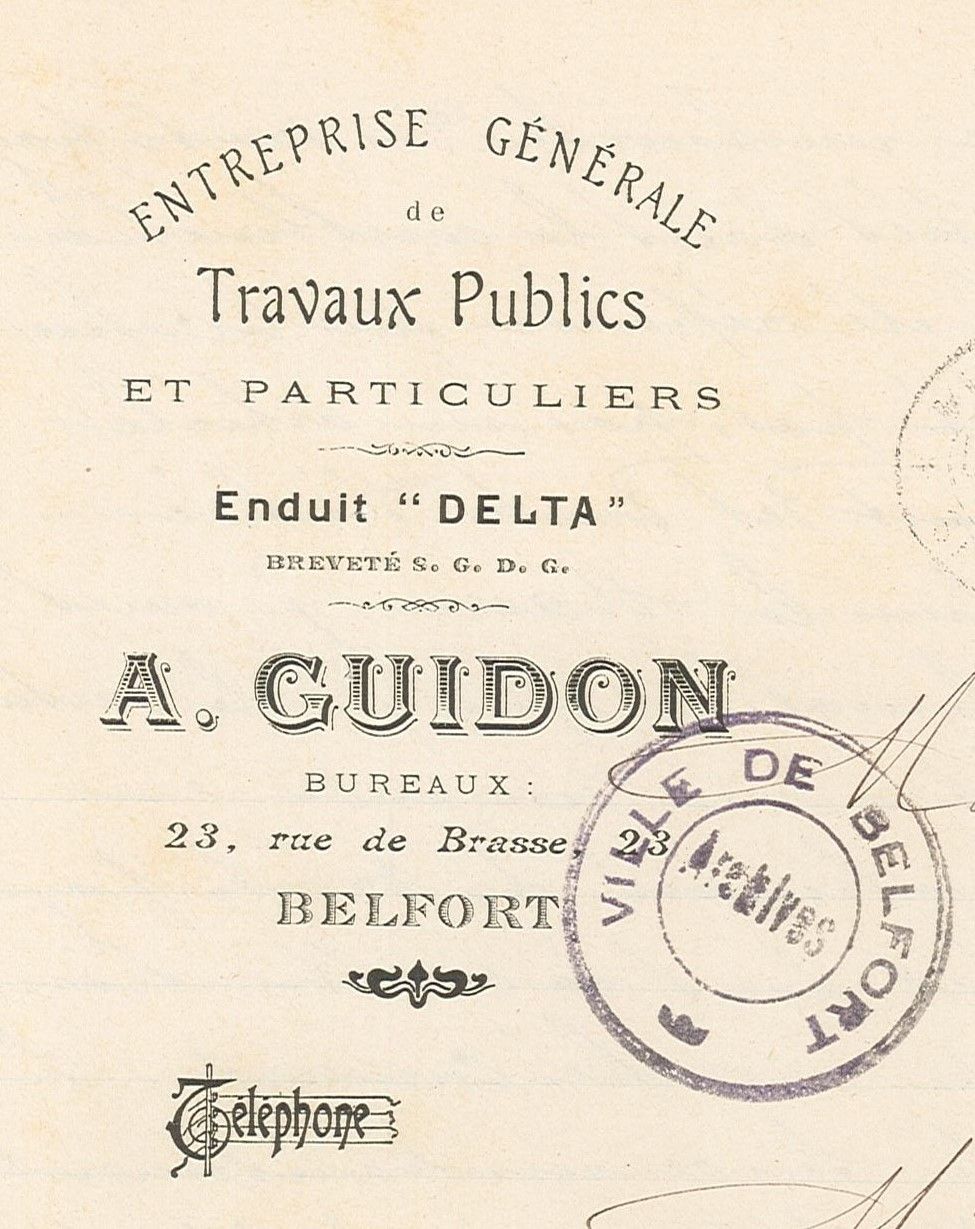 ENTREPRISE GÉNÉRALE
de
Travaux Publics
ET PARTICULIERS
Enduit “DELTA”
BREVETÉ S. G. D. G.
A. GUIDON
BUREAUX :
23, rue de Brasse, 23
BELFORT
Téléphone
VILLE DE BELFORT
Archives